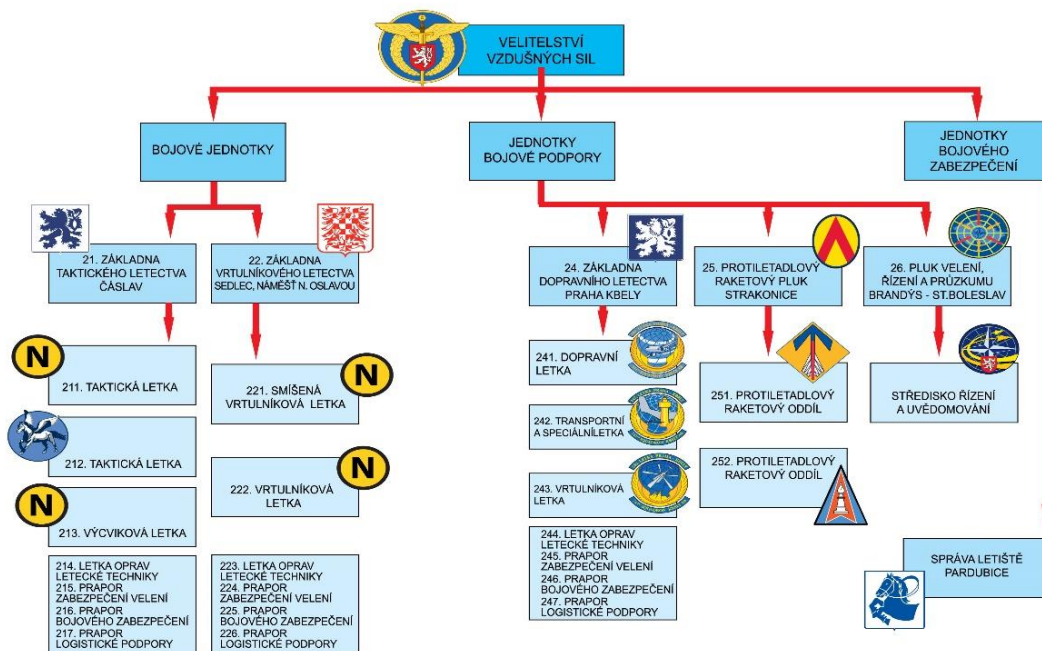 VELITELSTVÍ
VZDUŠNÝCH SIL
BOJOVÉ JEDNOTKY
JEDNOTKY
BOJOVÉ PODPORY
JEDNOTKY
BOJOVÉHO
ZABEZPEČENÍ
21. ZÁKLADNA
TAKTICKÉHO LETECTVA
ČÁSLAV
22. ZÁKLADNA
VRTULNÍKOVÉHO LETECTVA
SEDLEC, NÁMĚŠŤ N. OSLAVOU
24. ZÁKLADNA
DOPRAVNÍHO LETECTVA
PRAHA KBELY
25. PROTILETADLOVÝ
RAKETOVÝ PLUK
STRAKONICE
26. PLUK VELENÍ,
ŘÍZENÍ A PRŮZKUMU
BRANDÝS - ST.BOLESLAV
N
211. TAKTICKÁ LETKA
212. TAKTICKÁ LETKA
N
213. VÝCVIKOVÁ LETKA
214. LETKA OPRAV
LETECKÉ TECHNIKY
215. PRAPOR
ZABEZPEČENÍ VELENÍ
216. PRAPOR
BOJOVÉHO ZABEZPEČENÍ
217. PRAPOR
LOGISTICKÉ PODPORY
N
221. SMÍŠENÁ
VRTULNÍKOVÁ LETKA
N
222. VRTULNÍKOVÁ
LETKA
223. LETKA OPRAV
LETECKÉ TECHNIKY
224. PRAPOR
ZABEZPEČENÍ VELENÍ
225. PRAPOR
BOJOVÉHO ZABEZPEČENÍ
226. PRAPOR
LOGISTICKÉ PODPORY
241. DOPRAVNÍ
LETKA
242. TRANSPORTNÍ
A SPECIÁLNÍLETKA
243. VRTULNÍKOVÁ
LETKA
244. LETKA OPRAV
LETECKÉ TECHNIKY
245. PRAPOR
ZABEZPEČENÍ VELENÍ
246. PRAPOR
BOJOVÉHO ZABEZPEČENÍ
247. PRAPOR
LOGISTICKÉ PODPORY
251. PROTILETADLOVÝ
RAKETOVÝ ODDÍL
252. PROTILETADLOVÝ
RAKETOVÝ ODDÍL
STŘEDISKO ŘÍZENÍ
A UVĚDOMOVÁNÍ
SPRÁVA LETIŠTĚ
PARDUBICE